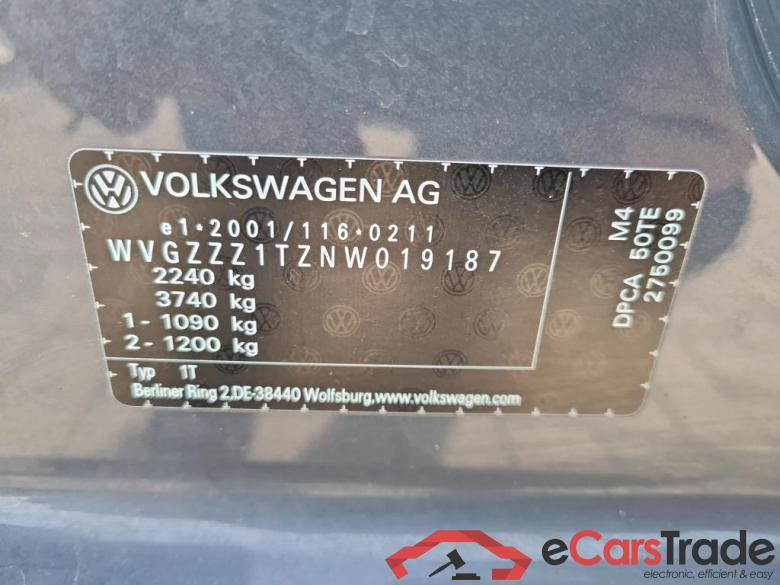 VOLKSWAGEN AG
e1*2001/116*0211
WVGZZZ1TZNW019187
2240 kg
3740 kg
1- 1090 kg
2- 1200 kg
Typ 1T
Berliner Ring 2,DE-38440 Wolfsburg,www.volkswagen.com
M4
DPCA 50TE
2750099
eCarsTrade
electronic, efficient & easy